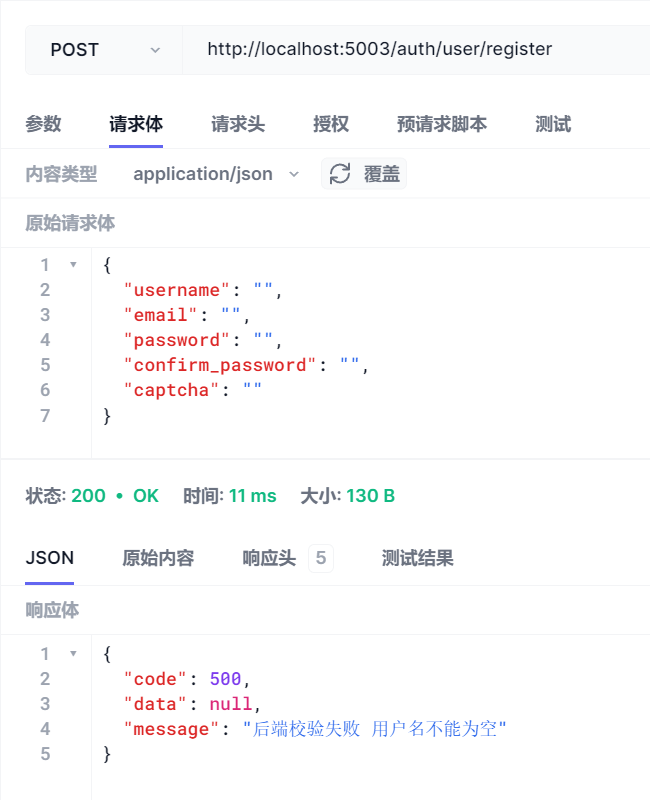 POST http://localhost:5003/auth/user/register
参数 请求体 请求头 授权 预请求脚本 测试
内容类型 application/json 覆盖
原始请求体
1 {
2 "username": "",
3 "email": "",
4 "password": "",
5 "confirm_password": "",
6 "captcha": ""
7 }
状态: 200 • OK 时间: 11 ms 大小: 130 B
JSON 原始内容 响应头 5 测试结果
响应体
1 {
2 "code": 500,
3 "data": null,
4 "message": "后端校验失败 用户名不能为空"
5 }